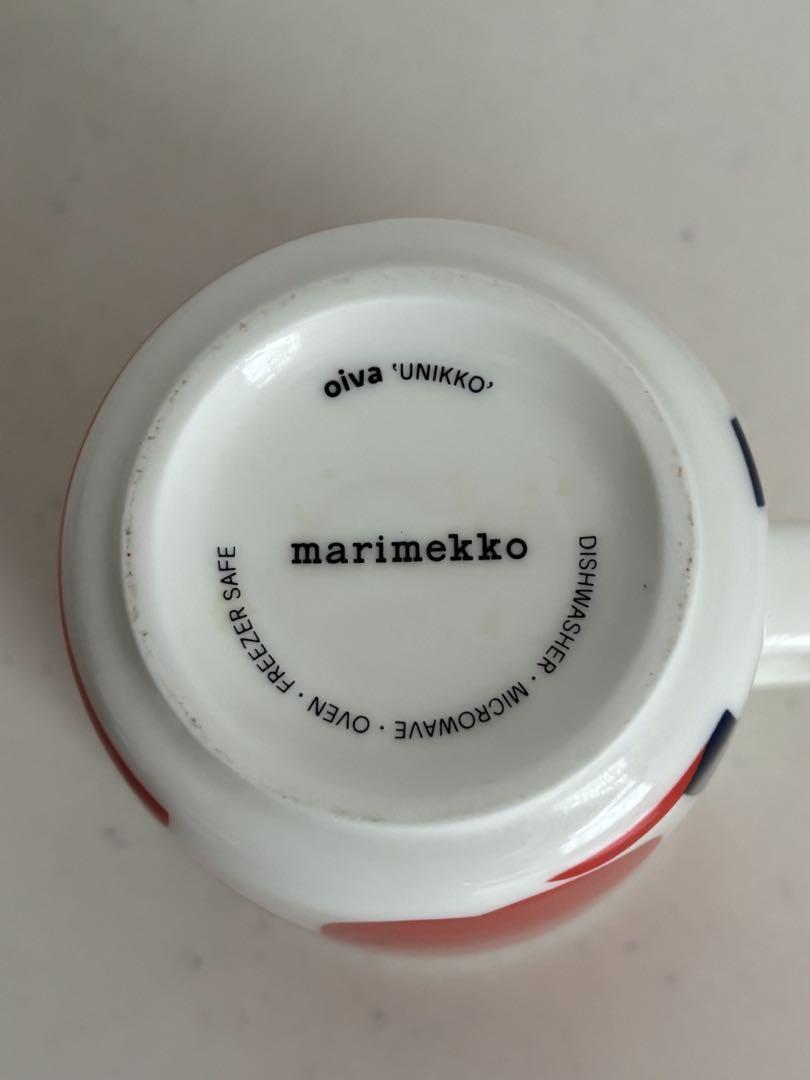 oiva ‘UNIKKO’
marimekko
DISHWASHER · MICROWAVE · OVEN · FREEZER SAFE